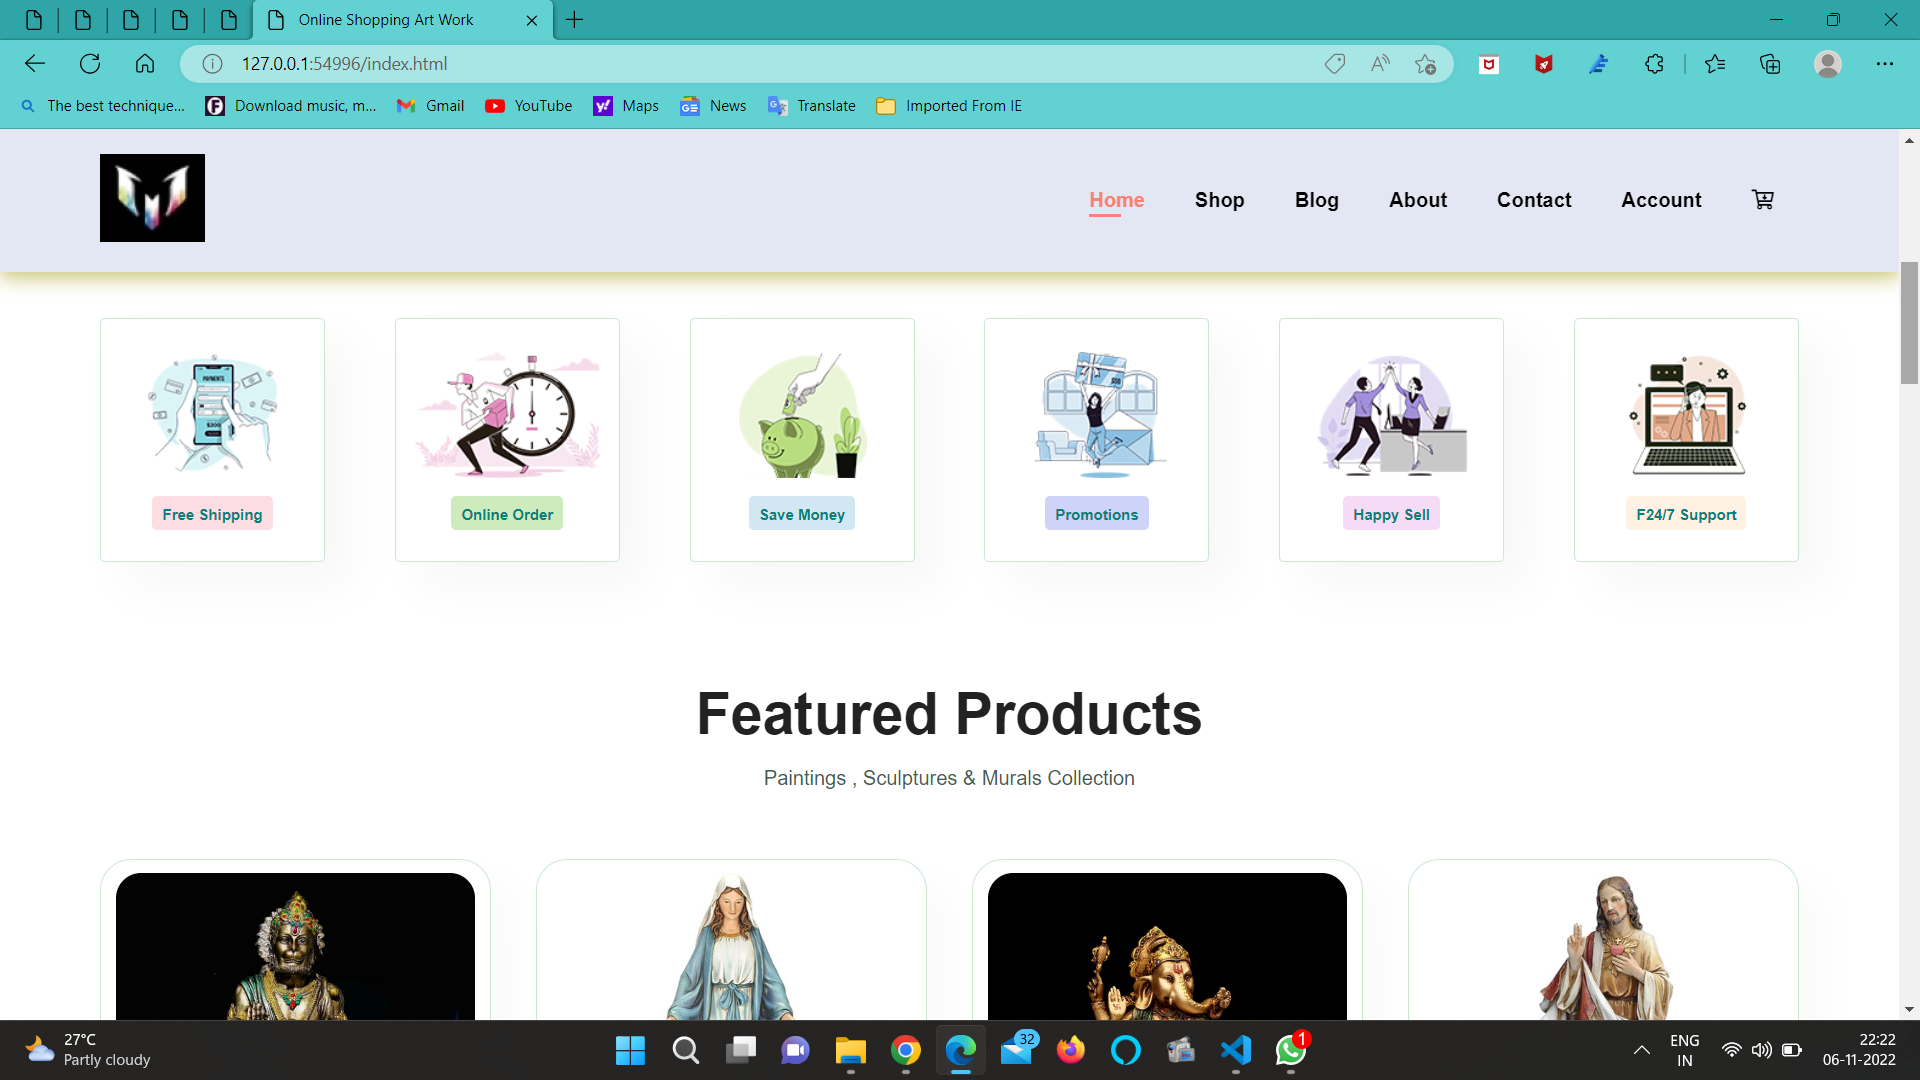 Online Shopping Art Work
127.0.0.1:54996/index.html
The best technique...
Download music, m...
Gmail
YouTube
Maps
News
Translate
Imported From IE
Home
Shop
Blog
About
Contact
Account
PAYMENTS
Free Shipping
Online Order
Save Money
Promotions
Happy Sell
F24/7 Support
Featured Products
Paintings , Sculptures & Murals Collection
27°C
Partly cloudy
32
1
ENG
IN
22:22
06-11-2022